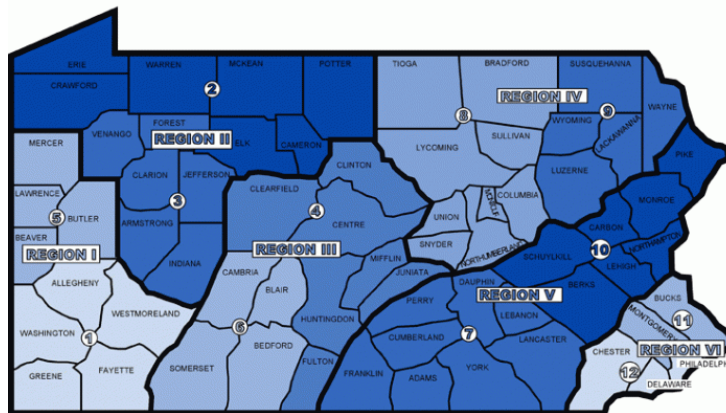 ERIE
WARREN
MCKEAN
POTTER
TIOGA
BRADFORD
SUSQUEHANNA
WAYNE
CRAWFORD
2
REGION IV
FOREST
VENANGO
REGION II
ELK
CAMERON
8
9
WYOMING
LACKAWANNA
MERCER
SULLIVAN
LYCOMING
PIKE
CLINTON
LUZERNE
CLARION
JEFFERSON
CLEARFIELD
COLUMBIA
MONROE
LAWRENCE
3
4
5
BUTLER
UNION
CENTRE
CARBON
ARMSTRONG
SNYDER
NORTHUMBERLAND
NORTHAMPTON
BEAVER
REGION I
REGION III
10
SCHUYLKILL
LEHIGH
INDIANA
MIFFLIN
CAMBRIA
JUNIATA
ALLEGHENY
BLAIR
DAUPHIN
BERKS
REGION V
PERRY
BUCKS
LEBANON
WESTMORELAND
HUNTINGDON
MONTGOMERY
11
WASHINGTON
1
6
7
CUMBERLAND
LANCASTER
BEDFORD
REGION VI
CHESTER
PHILADELPH
SOMERSET
FULTON
FRANKLIN
YORK
12
GREENE
FAYETTE
ADAMS
DELAWARE